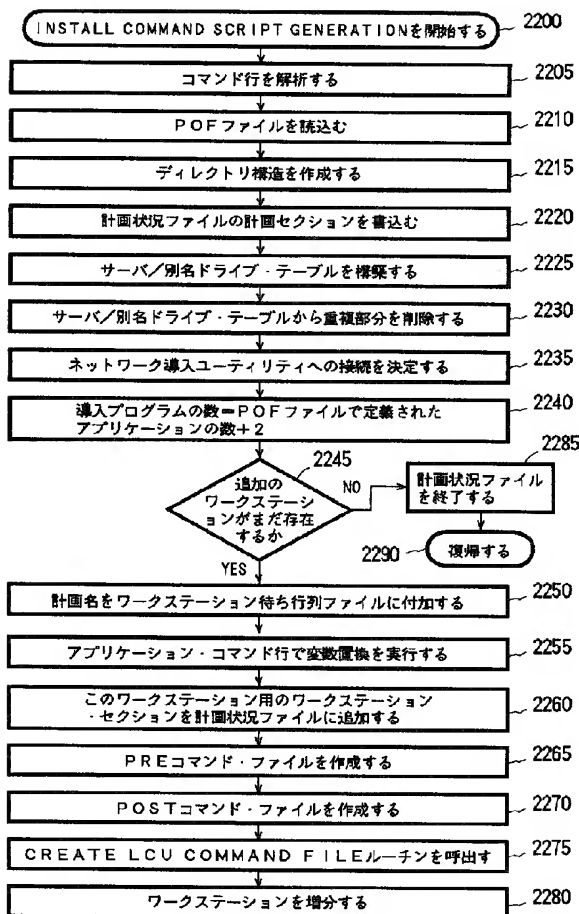 INSTALL COMMAND SCRIPT GENERATIONを開始する
2200
コマンド行を解析する
2205
POFファイルを読込む
2210
ディレクトリ構造を作成する
2215
計画状況ファイルの計画セクションを書込む
2220
サーバ/別名ドライブ・テーブルを構築する
2225
サーバ/別名ドライブ・テーブルから重複部分を削除する
2230
ネットワーク導入ユーティリティへの接続を決定する
2235
導入プログラムの数=POFファイルで定義された
アプリケーションの数+2
2240
追加の
ワークステー
ションがまだ存在
するか
2245
NO
計画状況ファイル
を終了する
2285
復帰する
2290
YES
計画名をワークステーション待ち行列ファイルに付加する
2250
アプリケーション・コマンド行で変数置換を実行する
2255
このワークステーション用のワークステーション
・セクションを計画状況ファイルに追加する
2260
PREコマンド・ファイルを作成する
2265
POSTコマンド・ファイルを作成する
2270
CREATE LCU COMMAND FILEルーチンを呼出す
2275
ワークステーションを増分する
2280